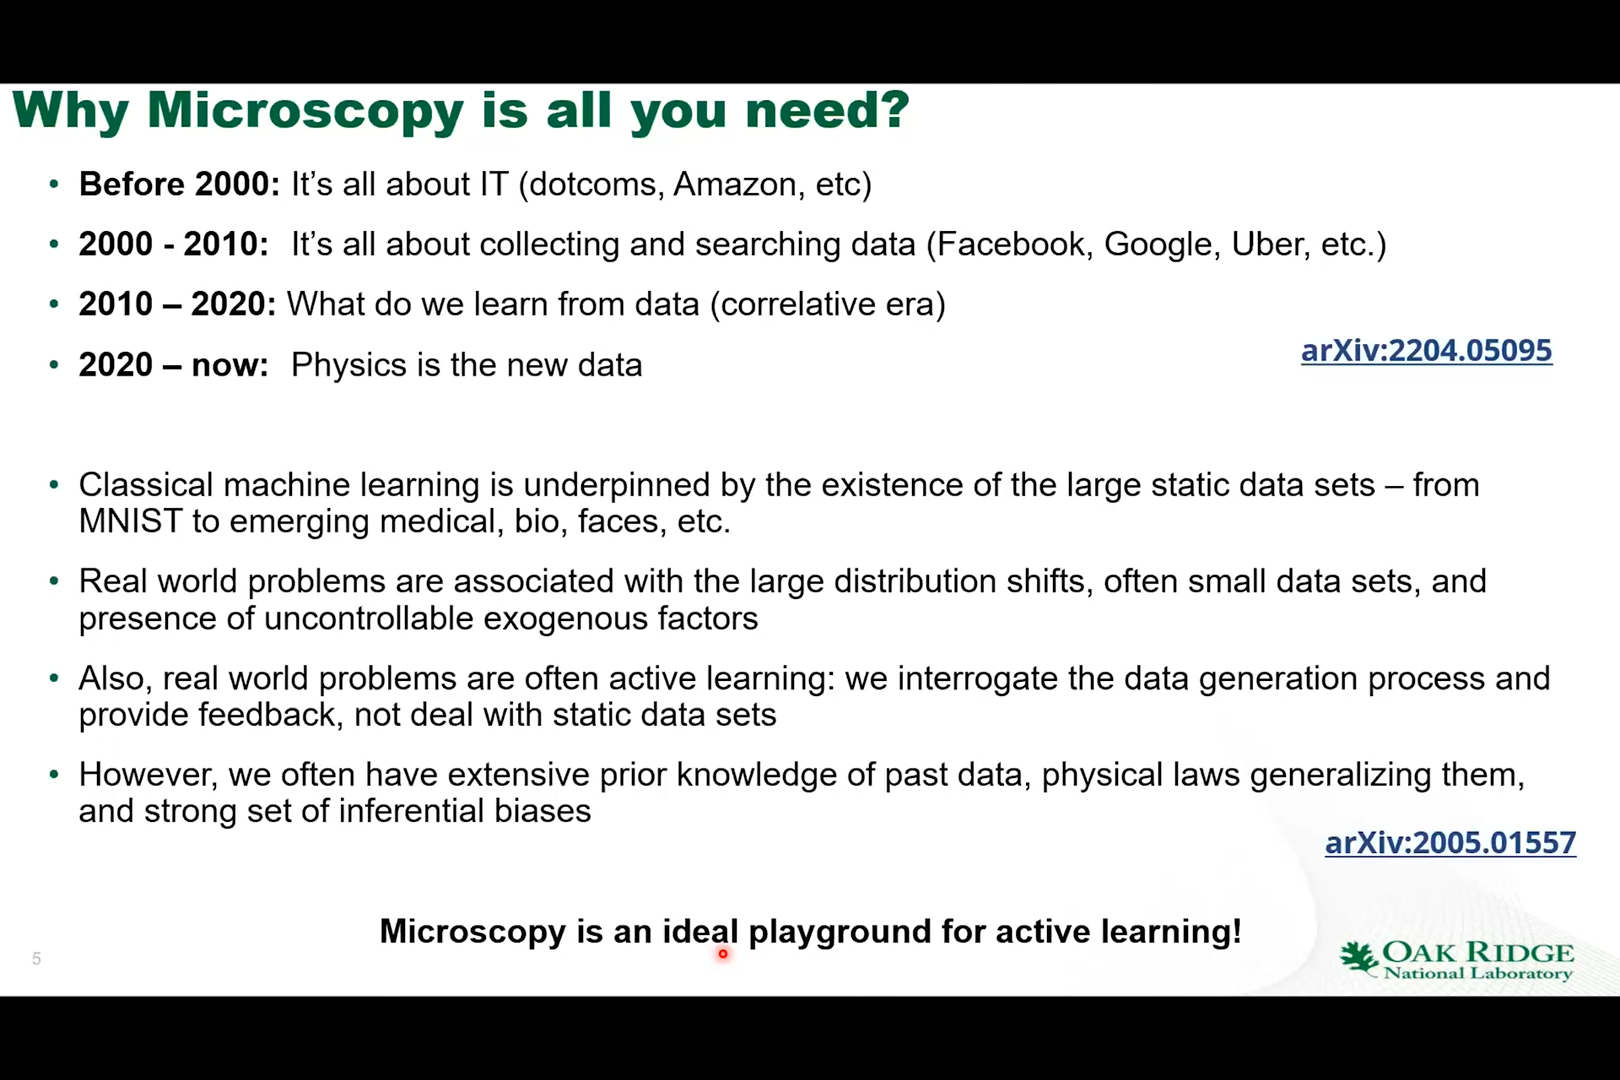 Why Microscopy is all you need?
• Before 2000: It's all about IT (dotcoms, Amazon, etc)
• 2000 - 2010: It's all about collecting and searching data (Facebook, Google, Uber, etc.)
• 2010 – 2020: What do we learn from data (correlative era)
arXiv:2204.05095
• 2020 – now: Physics is the new data
• Classical machine learning is underpinned by the existence of the large static data sets – from
MNIST to emerging medical, bio, faces, etc.
• Real world problems are associated with the large distribution shifts, often small data sets, and
presence of uncontrollable exogenous factors
• Also, real world problems are often active learning: we interrogate the data generation process and
provide feedback, not deal with static data sets
• However, we often have extensive prior knowledge of past data, physical laws generalizing them,
and strong set of inferential biases
arXiv:2005.01557
Microscopy is an ideal playground for active learning!
5
OAK RIDGE
National Laboratory